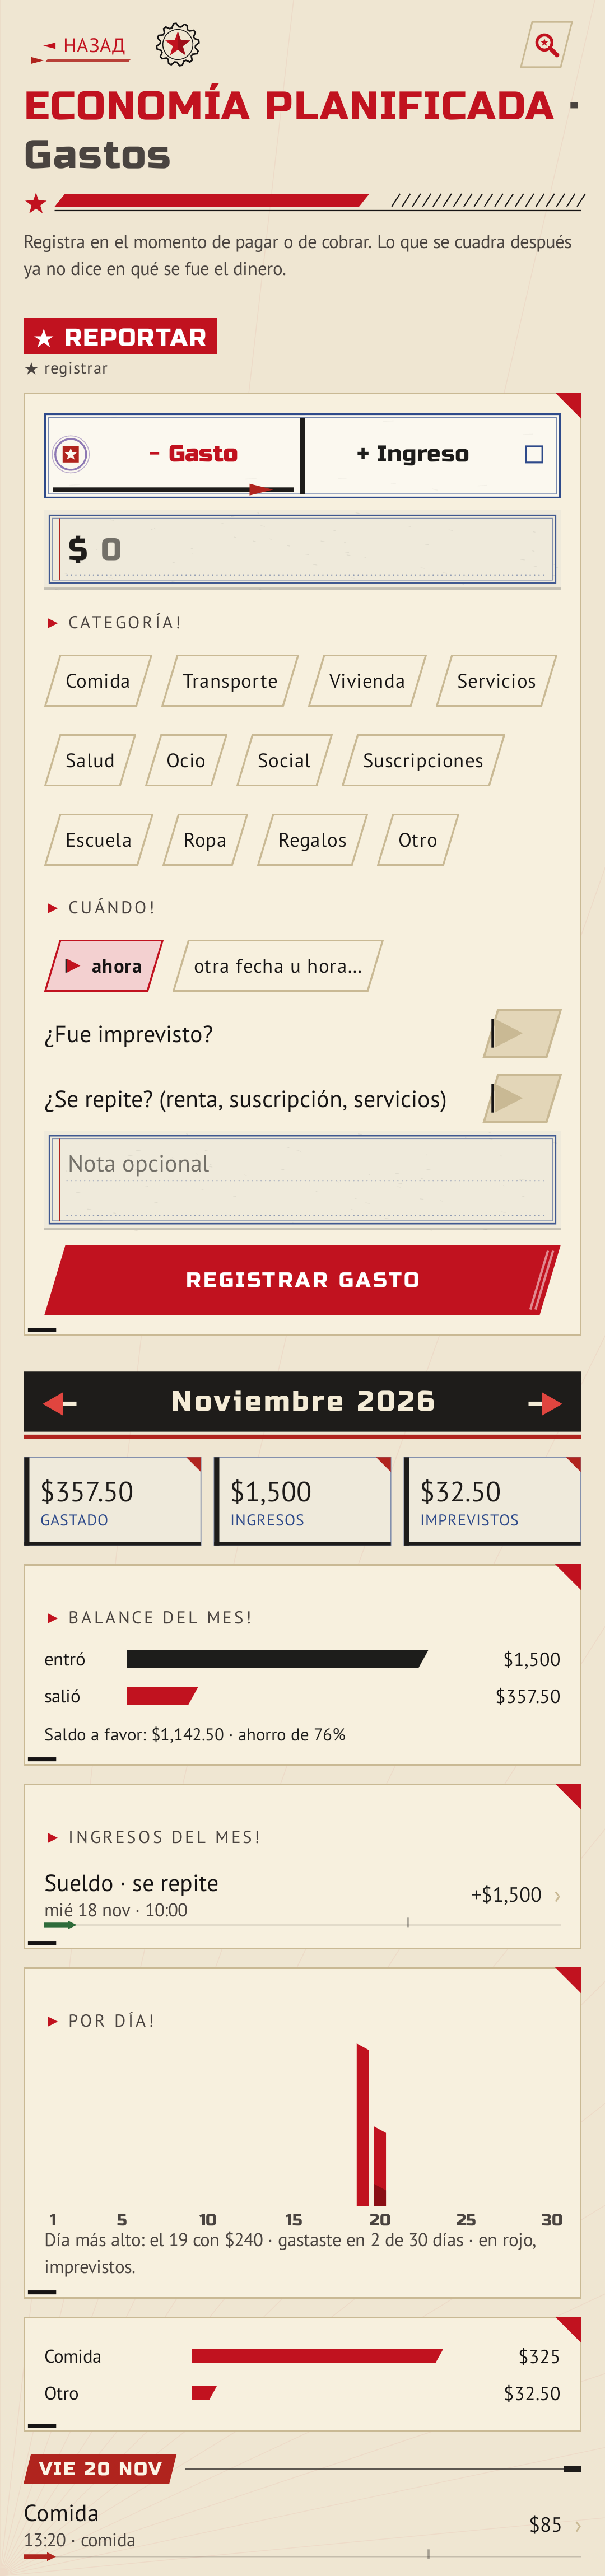 НАЗАД
ECONOMÍA PLANIFICADA ·
Gastos
Registra en el momento de pagar o de cobrar. Lo que se cuadra después
ya no dice en qué se fue el dinero.
★ REPORTAR
★ registrar
− Gasto
+ Ingreso
$ 0
► CATEGORÍA!
Comida Transporte Vivienda Servicios
Salud Ocio Social Suscripciones
Escuela Ropa Regalos Otro
► CUÁNDO!
ahora otra fecha u hora...
¿Fue imprevisto?
¿Se repite? (renta, suscripción, servicios)
Nota opcional
REGISTRAR GASTO
Noviembre 2026
$357.50 $1,500 $32.50
GASTADO INGRESOS IMPREVISTOS
► BALANCE DEL MES!
entró $1,500
salió $357.50
Saldo a favor: $1,142.50 · ahorro de 76%
► INGRESOS DEL MES!
Sueldo · se repite
+$1,500 ›
mié 18 nov · 10:00
► POR DÍA!
1 5 10 15 20 25 30
Día más alto: el 19 con $240 · gastaste en 2 de 30 días · en rojo,
imprevistos.
Comida $325
Otro $32.50
VIE 20 NOV
Comida
$85 ›
13:20 · comida